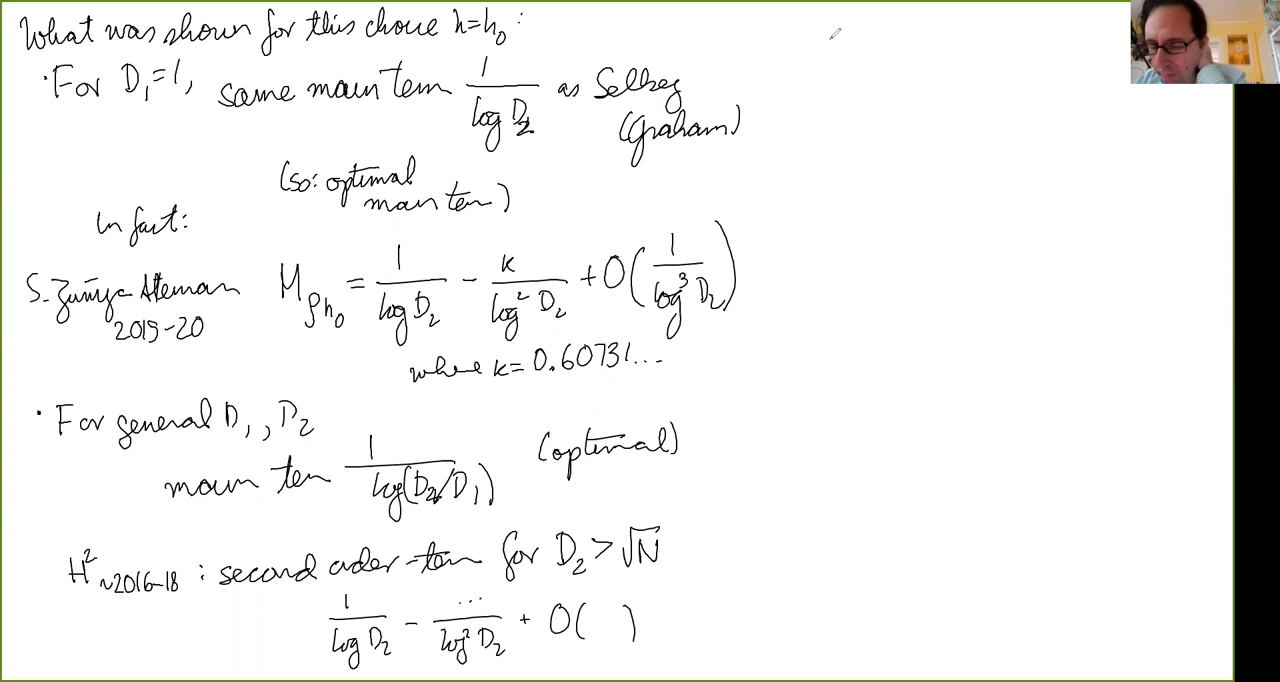 What was shown for this choice h=h₀:
· For D₁=1, same main term 1/log D₂ as Selberg
(Graham)
(so: optimal
main term)
In fact:
S. Zuñiga Alterman
2019-20
M_{ρh₀} = 1/log D₂ - κ/log² D₂ + O(1/log³ D₂)
where κ = 0.60731...
· For general D₁, D₂
main term 1/log(D₂/D₁) (optimal)
H² ~2016-18 : second order term for D₂ > √N
1/log D₂ - .../log² D₂ + O( )